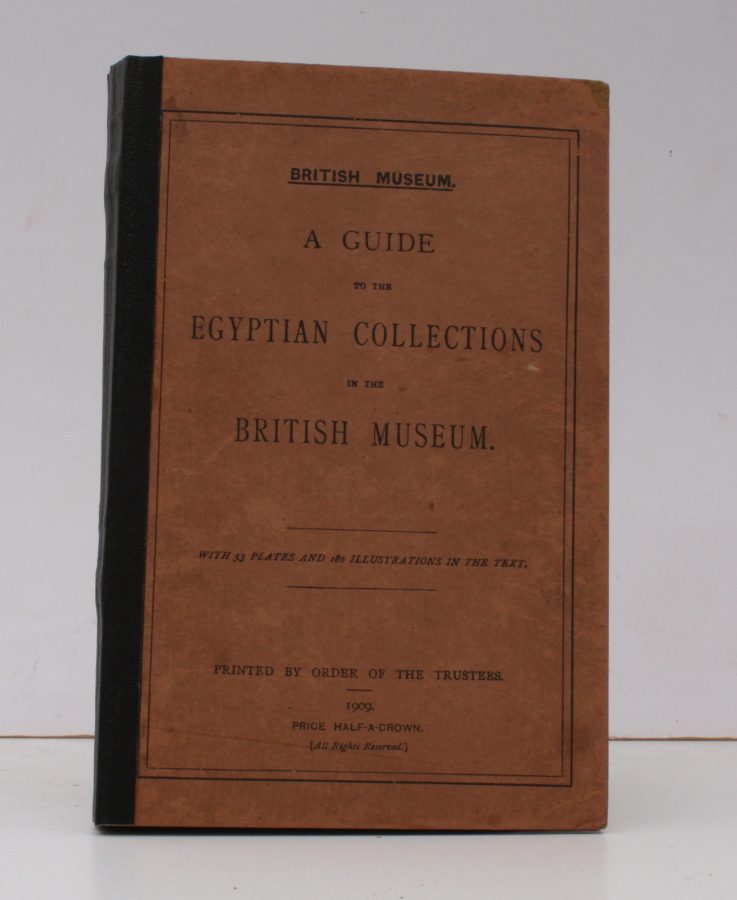 BRITISH MUSEUM.
A GUIDE
TO THE
EGYPTIAN COLLECTIONS
IN THE
BRITISH MUSEUM.
WITH 53 PLATES AND 180 ILLUSTRATIONS IN THE TEXT.
PRINTED BY ORDER OF THE TRUSTEES.
1909.
PRICE HALF-A-CROWN.
[All Rights Reserved.]